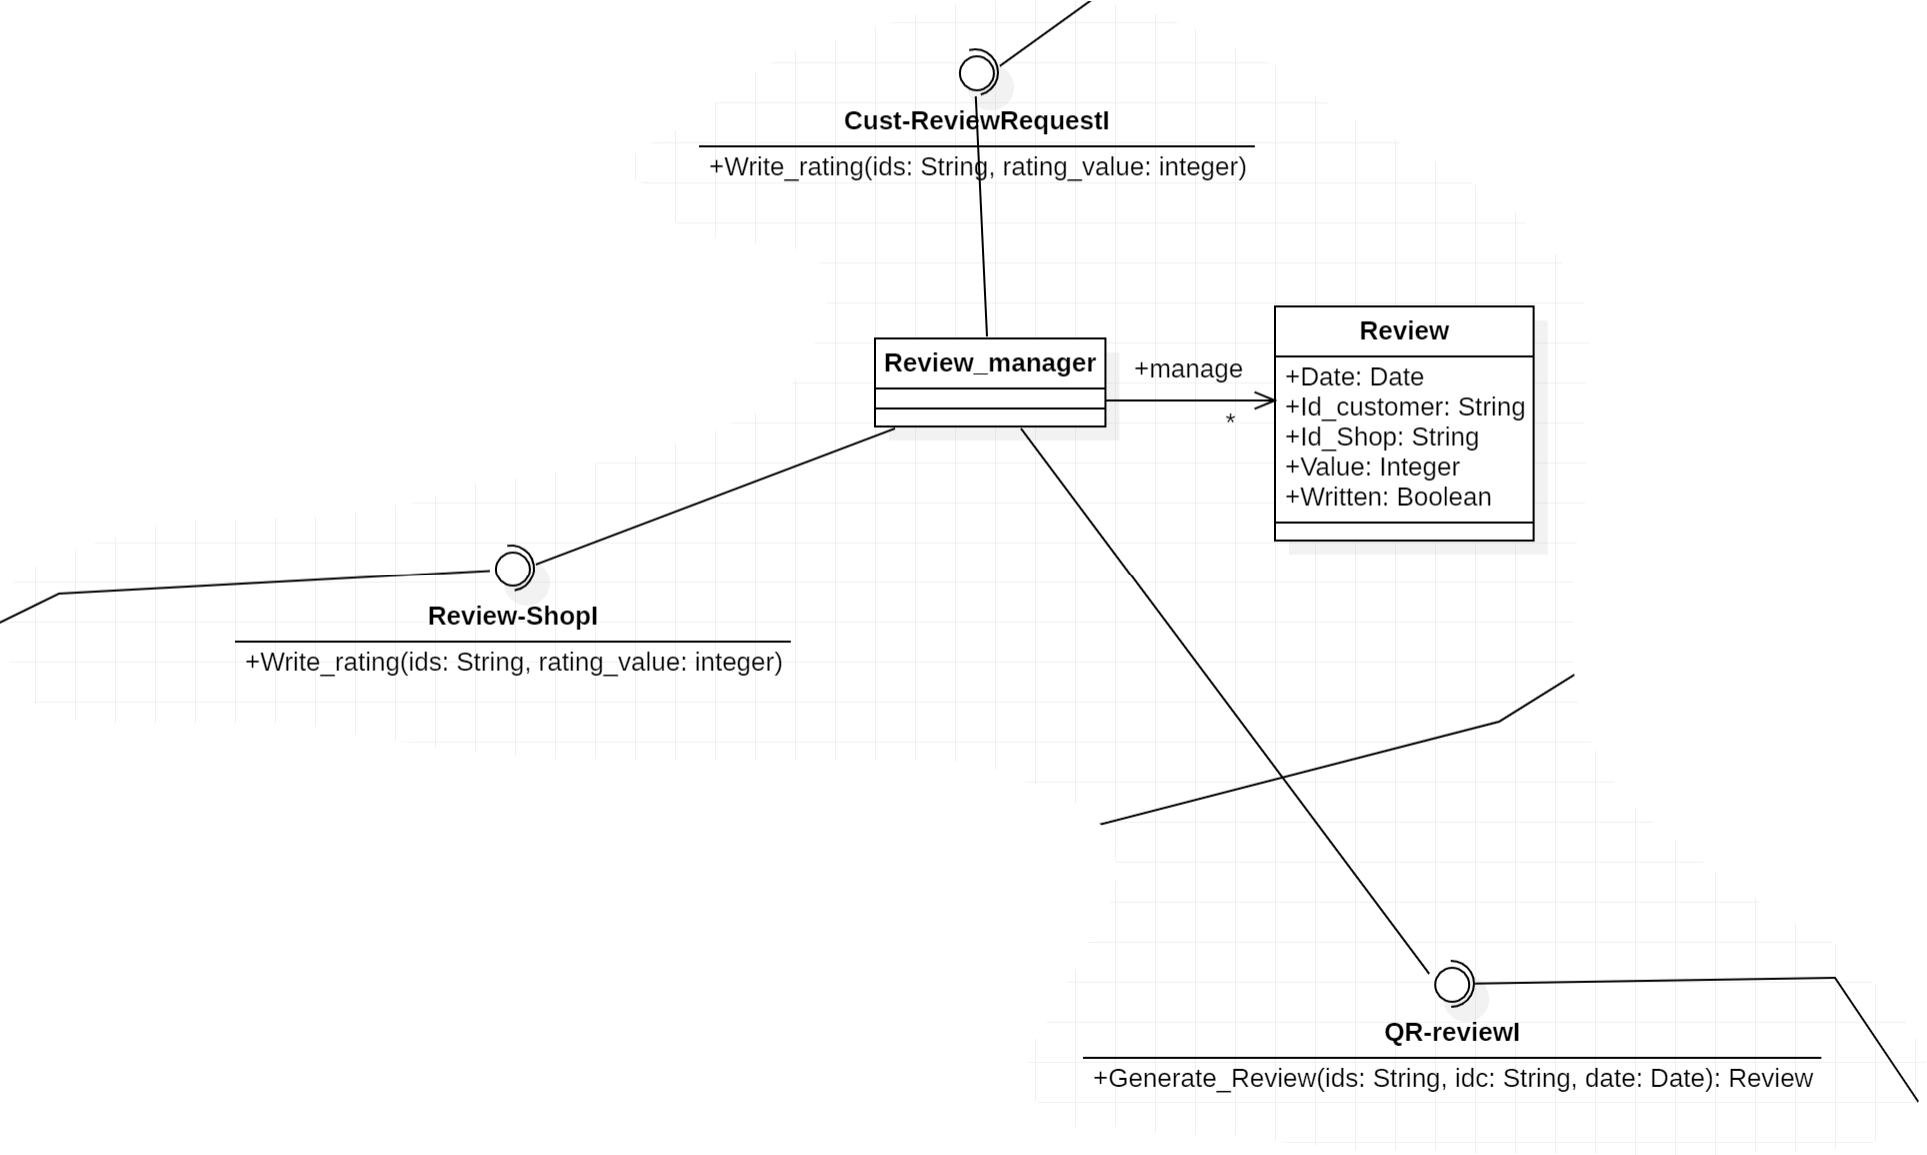 Cust-ReviewRequestI
+Write_rating(ids: String, rating_value: integer)
Review_manager
+manage
*
Review
+Date: Date
+Id_customer: String
+Id_Shop: String
+Value: Integer
+Written: Boolean
Review-ShopI
+Write_rating(ids: String, rating_value: integer)
QR-reviewI
+Generate_Review(ids: String, idc: String, date: Date): Review